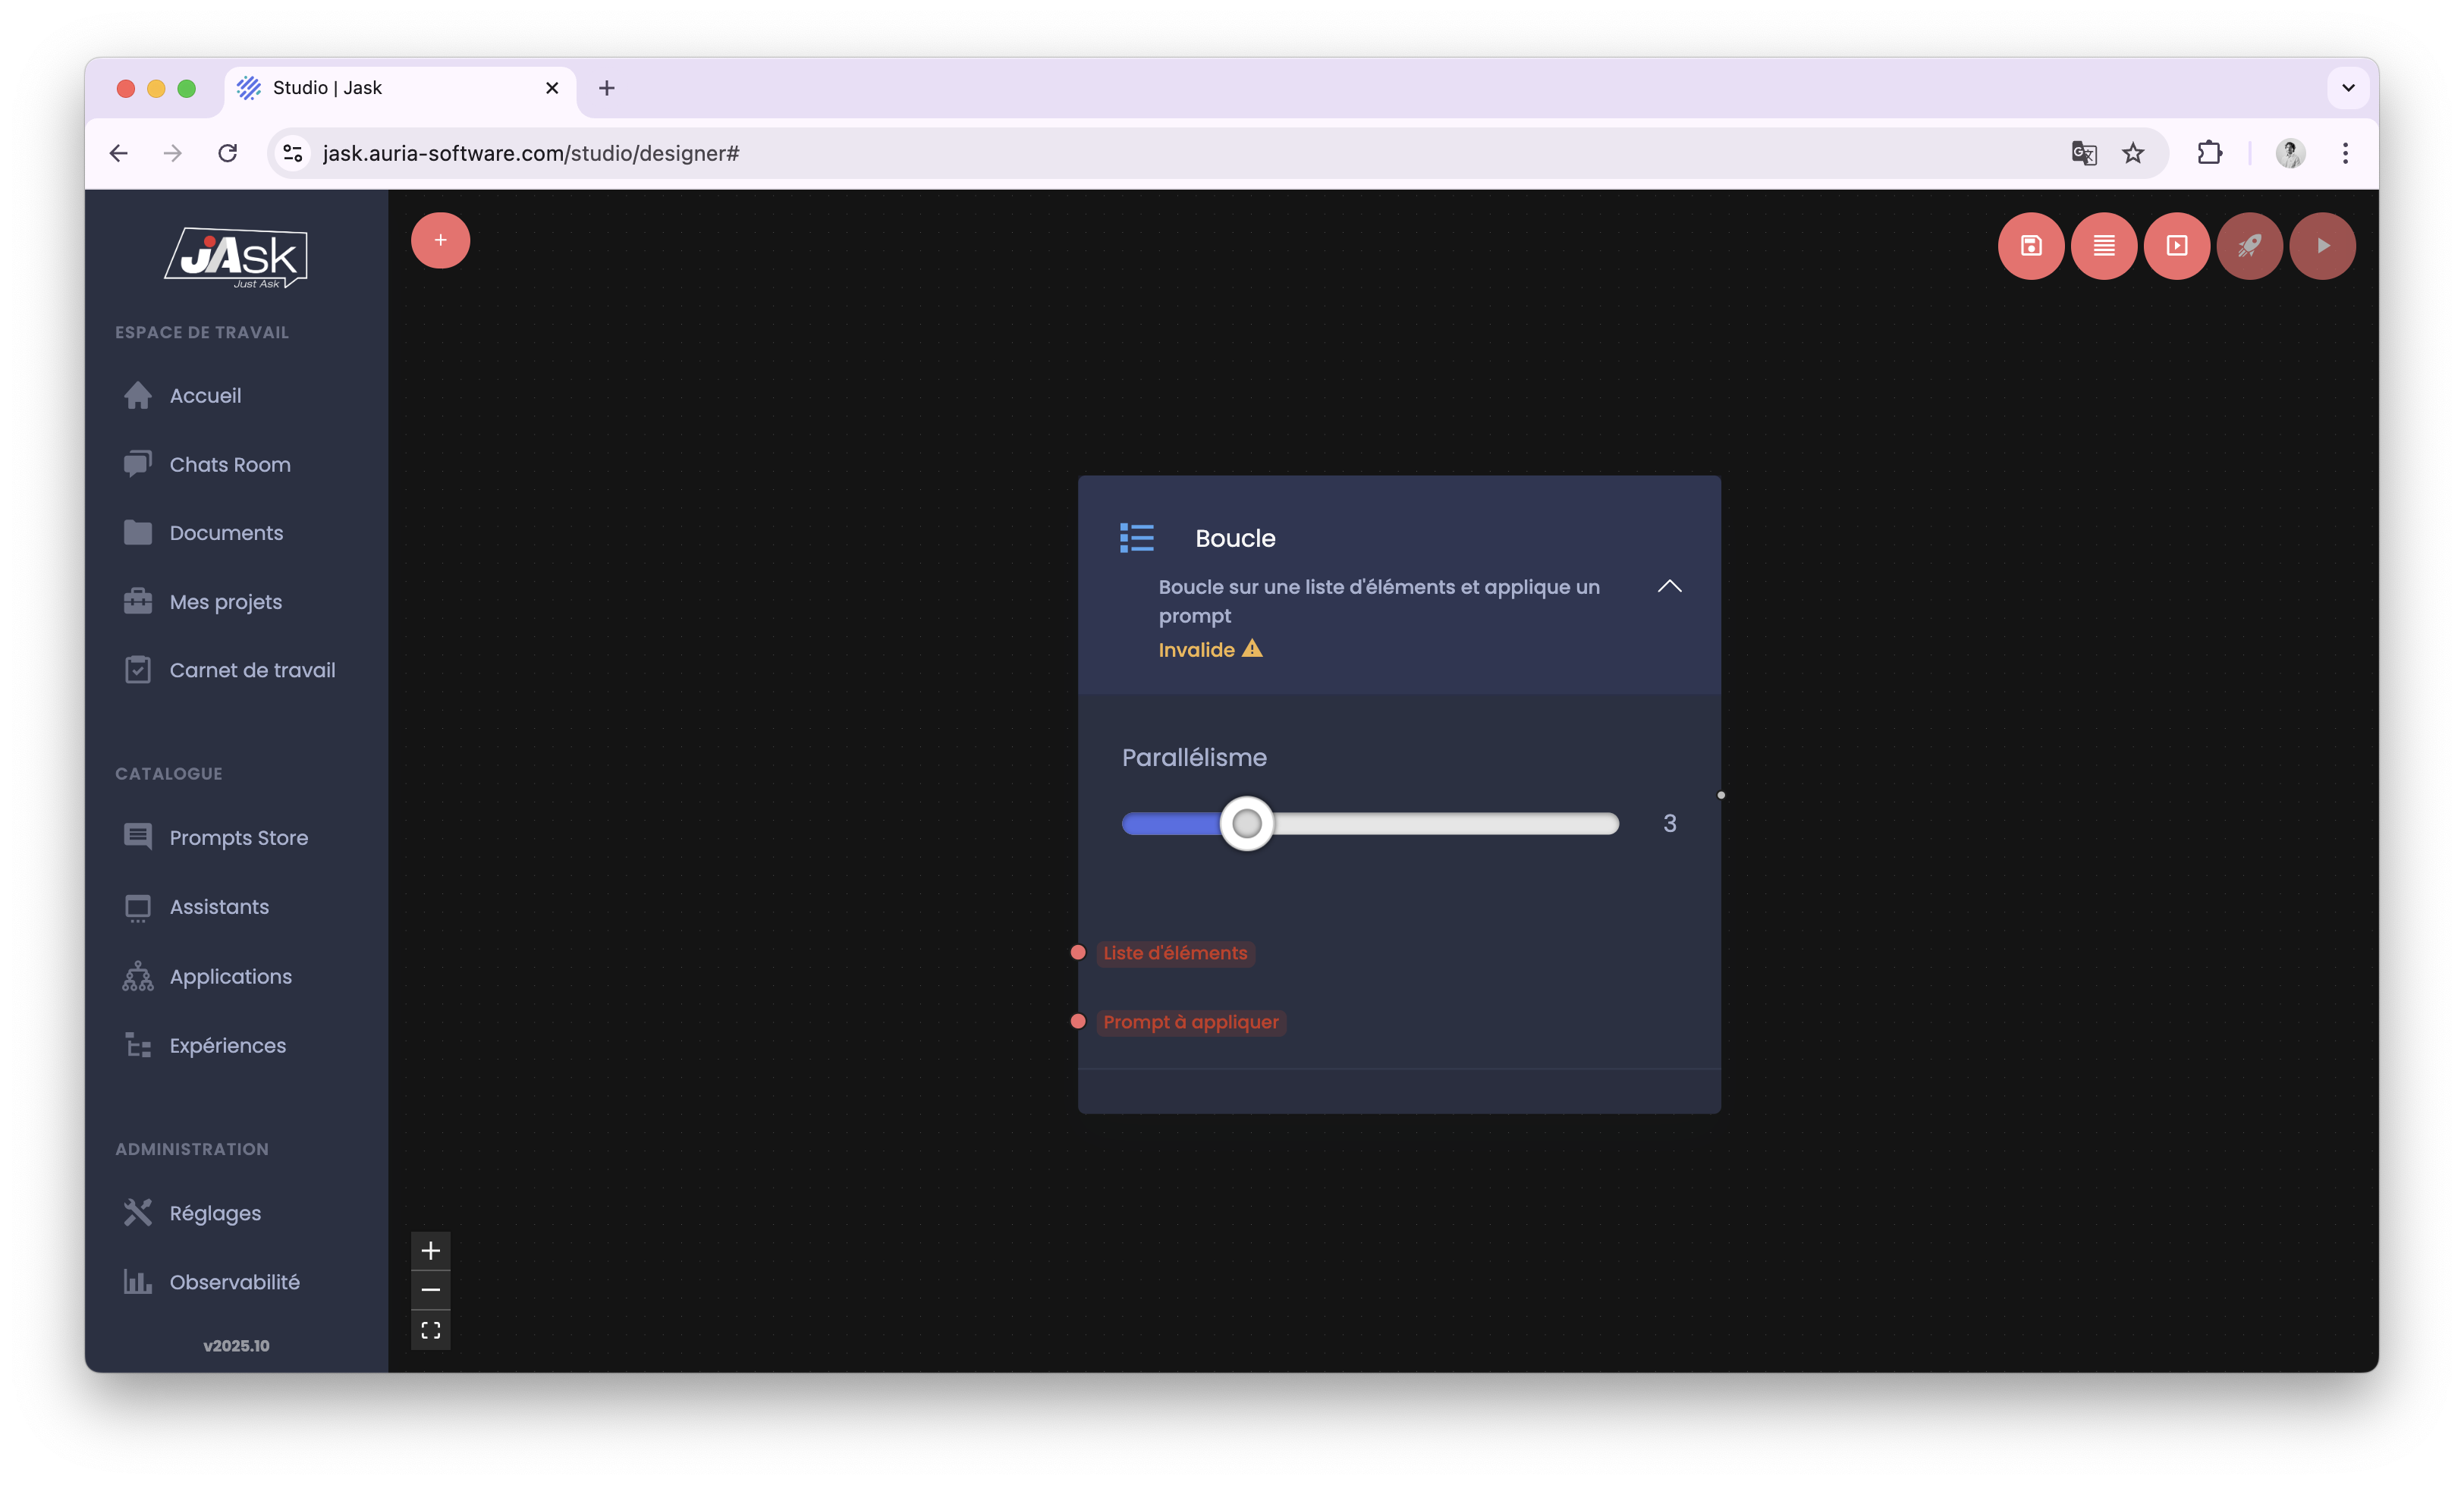 Studio | Jask
jask.auria-software.com/studio/designer#
jAsk
Just Ask
ESPACE DE TRAVAIL
Accueil
Chats Room
Documents
Mes projets
Carnet de travail
CATALOGUE
Prompts Store
Assistants
Applications
Expériences
ADMINISTRATION
Réglages
Observabilité
v2025.10
Boucle
Boucle sur une liste d'éléments et applique un
prompt
Invalide
Parallélisme
3
Liste d'éléments
Prompt à appliquer